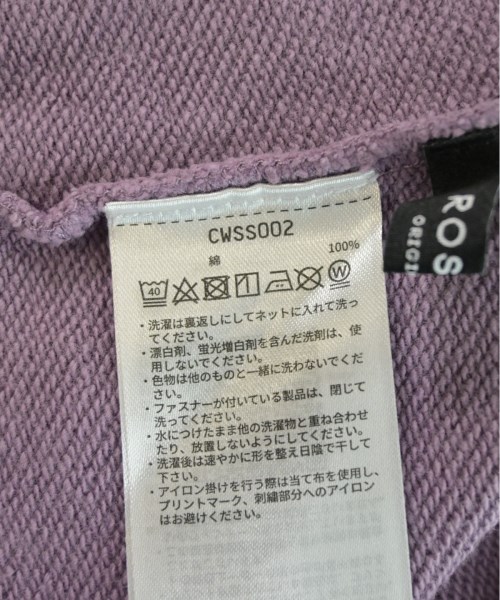 CWSS002
綿 100%
40 W
・洗濯は裏返しにしてネットに入れて洗っ
てください。
・漂白剤、蛍光増白剤を含んだ洗剤は、使
用しないでください。
・色物は他のものと一緒に洗わないでくだ
さい。
・ファスナーが付いている製品は、閉じて
洗ってください。
・水につけたまま他の洗濯物と重ね合わせ
たり、放置しないようにしてください。
・洗濯後は速やかに形を整え日陰で干して
下さい。
・アイロン掛けを行う際は当て布を使用し、
プリントマーク、刺繍部分へのアイロン
はお避けください。
ROS
ORIGI